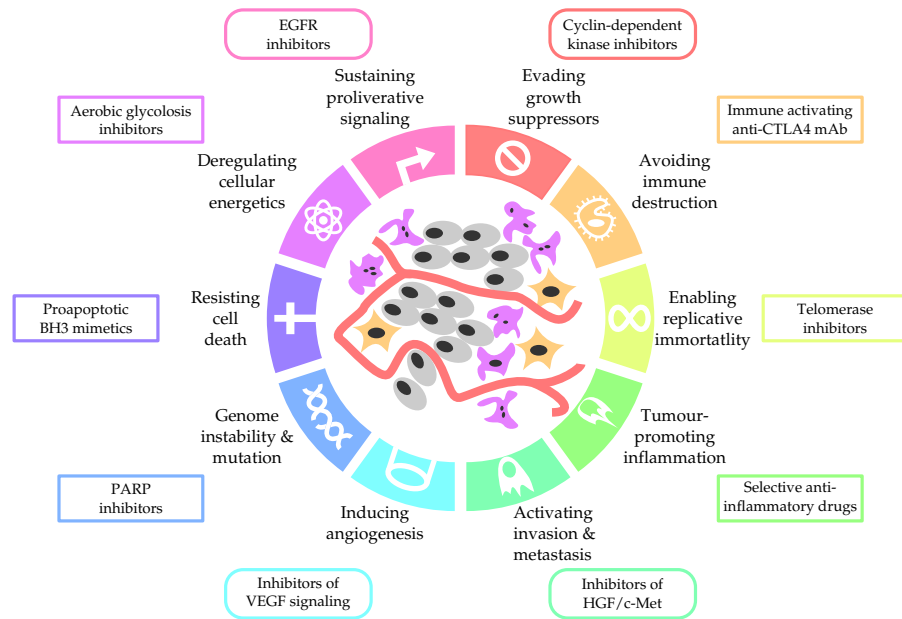 EGFR
inhibitors
Cyclin-dependent
kinase inhibitors
Sustaining
proliverative
signaling
Evading
growth
suppressors
Aerobic glycolosis
inhibitors
Immune activating
anti-CTLA4 mAb
Deregulating
cellular
energetics
Avoiding
immune
destruction
Proapoptotic
BH3 mimetics
Resisting
cell
death
Enabling
replicative
immortatlity
Telomerase
inhibitors
Genome
instability &
mutation
Tumour-
promoting
inflammation
PARP
inhibitors
Selective anti-
inflammatory drugs
Inducing
angiogenesis
Activating
invasion &
metastasis
Inhibitors of
VEGF signaling
Inhibitors of
HGF/c-Met